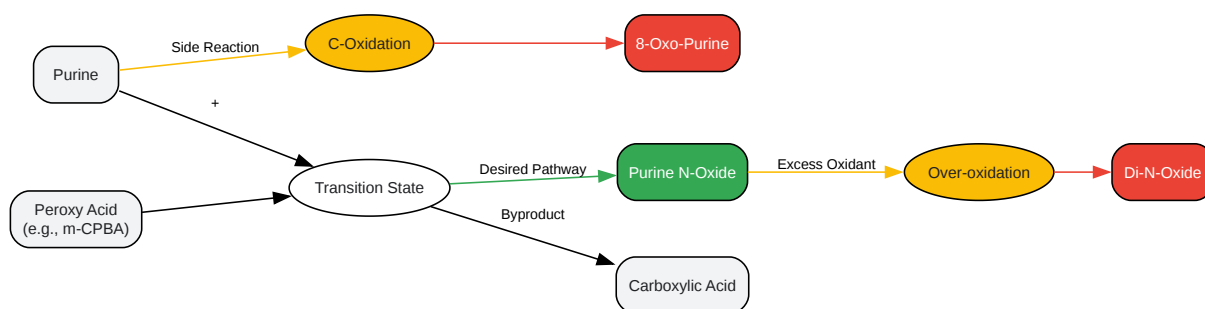 Purine
Side Reaction
C-Oxidation
8-Oxo-Purine
+
Peroxy Acid
(e.g., m-CPBA)
Transition State
Desired Pathway
Purine N-Oxide
Excess Oxidant
Over-oxidation
Di-N-Oxide
Byproduct
Carboxylic Acid